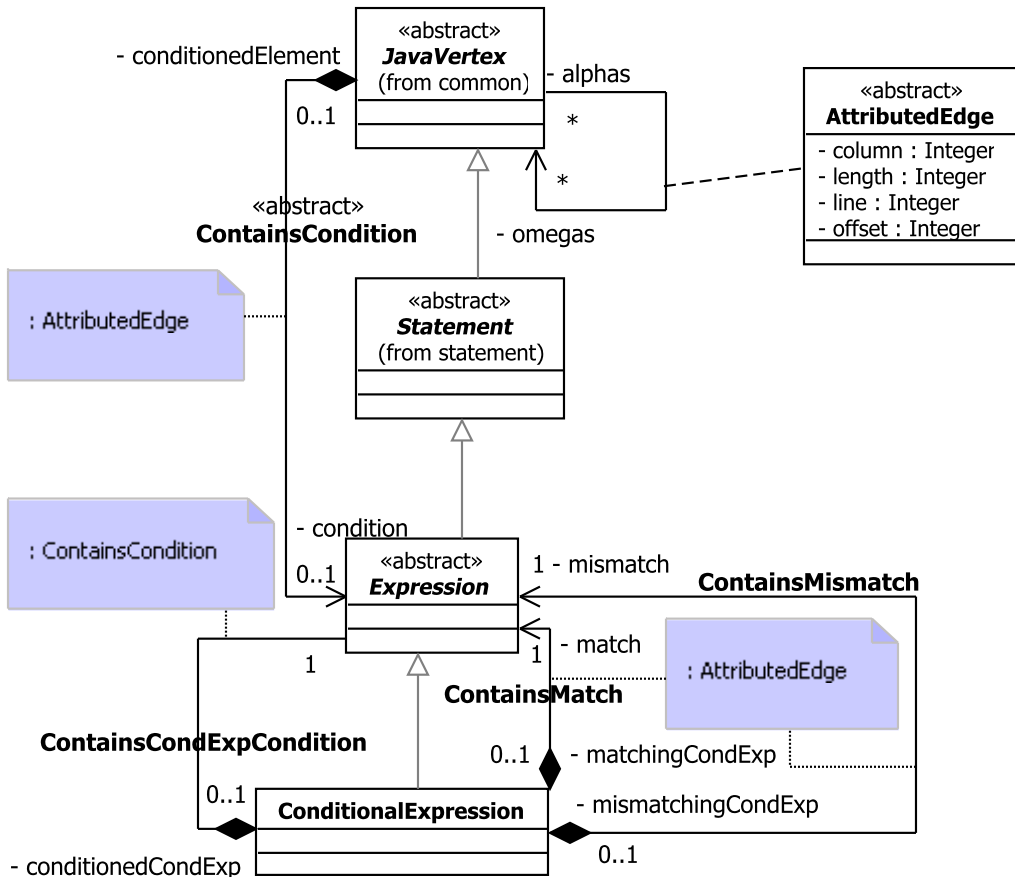 «abstract»
JavaVertex
(from common)
- conditionedElement
0..1
- alphas
*
*
«abstract»
AttributedEdge
- column : Integer
- length : Integer
- line : Integer
- offset : Integer
«abstract»
ContainsCondition
- omegas
: AttributedEdge
«abstract»
Statement
(from statement)
: ContainsCondition
- condition
0..1
«abstract»
Expression
1 - mismatch
ContainsMismatch
1
- match
1
: AttributedEdge
ContainsMatch
ContainsCondExpCondition
0..1
- matchingCondExp
0..1
ConditionalExpression
- mismatchingCondExp
0..1
- conditionedCondExp